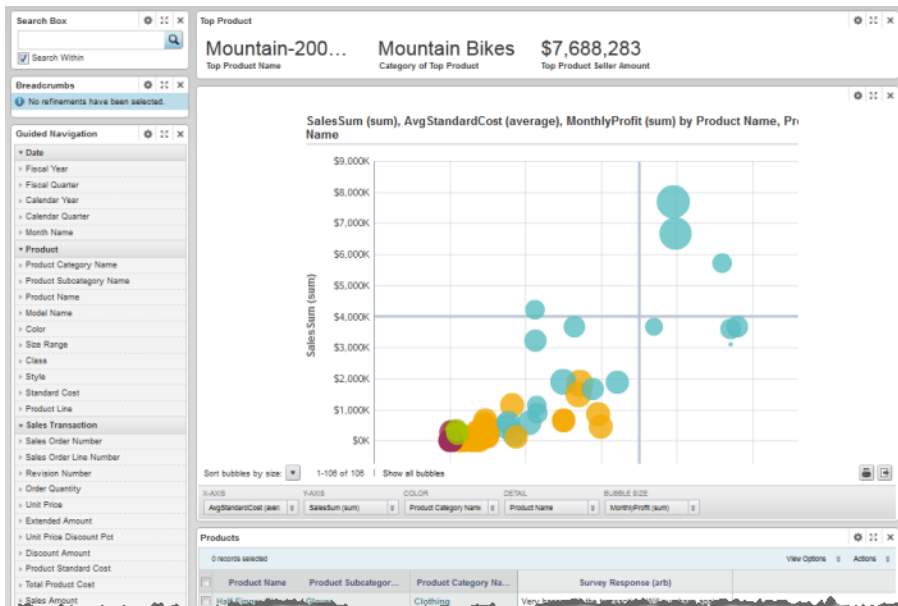 Search Box
Search Within
Breadcrumbs
No refinements have been selected.
Guided Navigation
Date
Fiscal Year
Fiscal Quarter
Calendar Year
Calendar Quarter
Month Name
Product
Product Category Name
Product Subcategory Name
Product Name
Model Name
Color
Size Range
Class
Style
Standard Cost
Product Line
Sales Transaction
Sales Order Number
Sales Order Line Number
Revision Number
Order Quantity
Unit Price
Extended Amount
Unit Price Discount Pct
Discount Amount
Product Standard Cost
Total Product Cost
Sales Amount
Top Product
Mountain-200... Mountain Bikes $7,688,283
Top Product Name Category of Top Product Top Product Seller Amount
SalesSum (sum), AvgStandardCost (average), MonthlyProfit (sum) by Product Name, Pr
Name
SalesSum (sum)
$9,000K
$8,000K
$7,000K
$6,000K
$5,000K
$4,000K
$3,000K
$2,000K
$1,000K
$0K
Sort bubbles by size: 1-106 of 106 | Show all bubbles
X-AXIS Y-AXIS COLOR DETAIL BUBBLE SIZE
AvgStandardCost (aver. SalesSum (sum) Product Category Name Product Name MonthlyProfit (sum)
Products
0 records selected View Options Actions
Product Name Product Subcategor... Product Category Na... Survey Response (arb)
Clothing